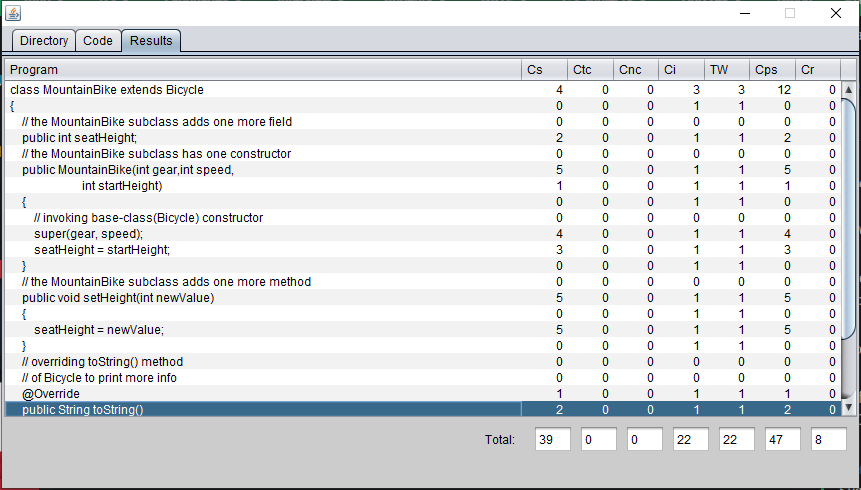 Directory Code Results
Program Cs Ctc Cnc Ci TW Cps Cr
class MountainBike extends Bicycle 4 0 0 3 3 12 0
{ 0 0 0 1 1 0 0
// the MountainBike subclass adds one more field 0 0 0 0 0 0 0
public int seatHeight; 2 0 0 1 1 2 0
// the MountainBike subclass has one constructor 0 0 0 0 0 0 0
public MountainBike(int gear,int speed, 5 0 0 1 1 5 0
int startHeight) 1 0 0 1 1 1 0
{ 0 0 0 1 1 0 0
// invoking base-class(Bicycle) constructor 0 0 0 0 0 0 0
super(gear, speed); 4 0 0 1 1 4 0
seatHeight = startHeight; 3 0 0 1 1 3 0
} 0 0 0 1 1 0 0
// the MountainBike subclass adds one more method 0 0 0 0 0 0 0
public void setHeight(int newValue) 5 0 0 1 1 5 0
{ 0 0 0 1 1 0 0
seatHeight = newValue; 5 0 0 1 1 5 0
} 0 0 0 1 1 0 0
// overriding toString() method 0 0 0 0 0 0 0
// of Bicycle to print more info 0 0 0 0 0 0 0
@Override 1 0 0 1 1 1 0
public String toString() 2 0 0 1 1 2 0
Total: 39 0 0 22 22 47 8